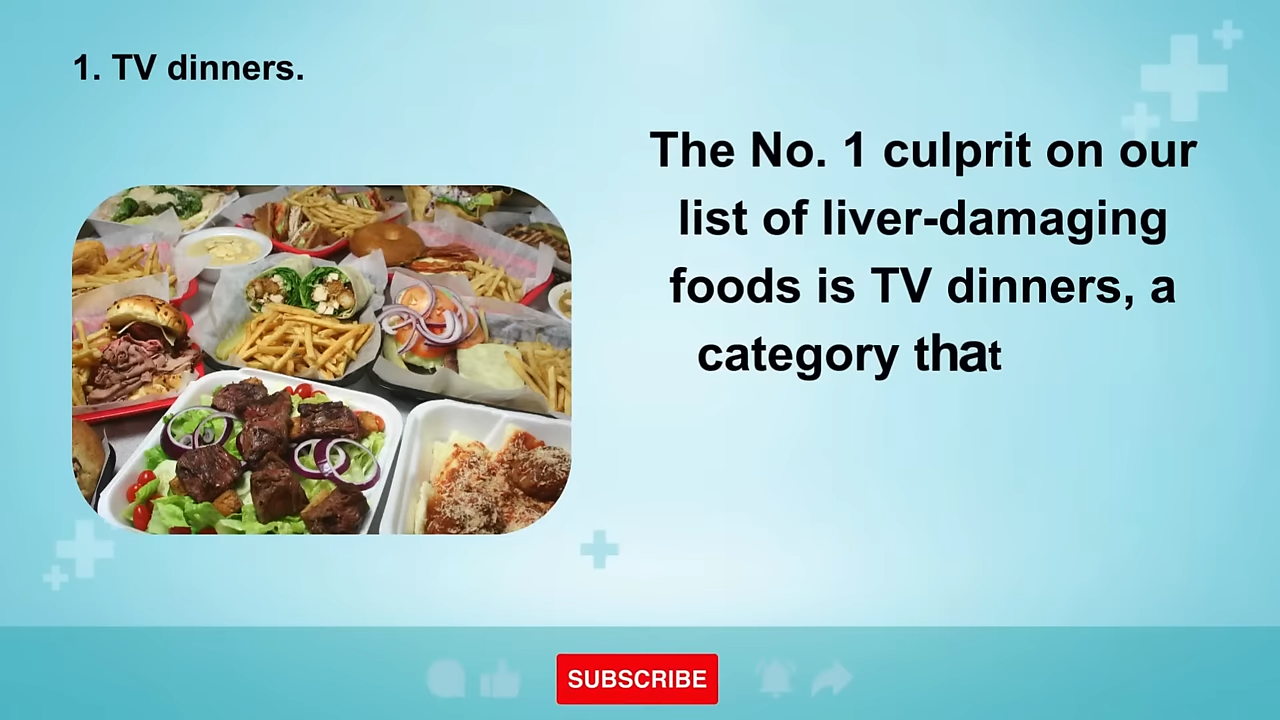 1. TV dinners.
The No. 1 culprit on our
list of liver-damaging
foods is TV dinners, a
category that
SUBSCRIBE